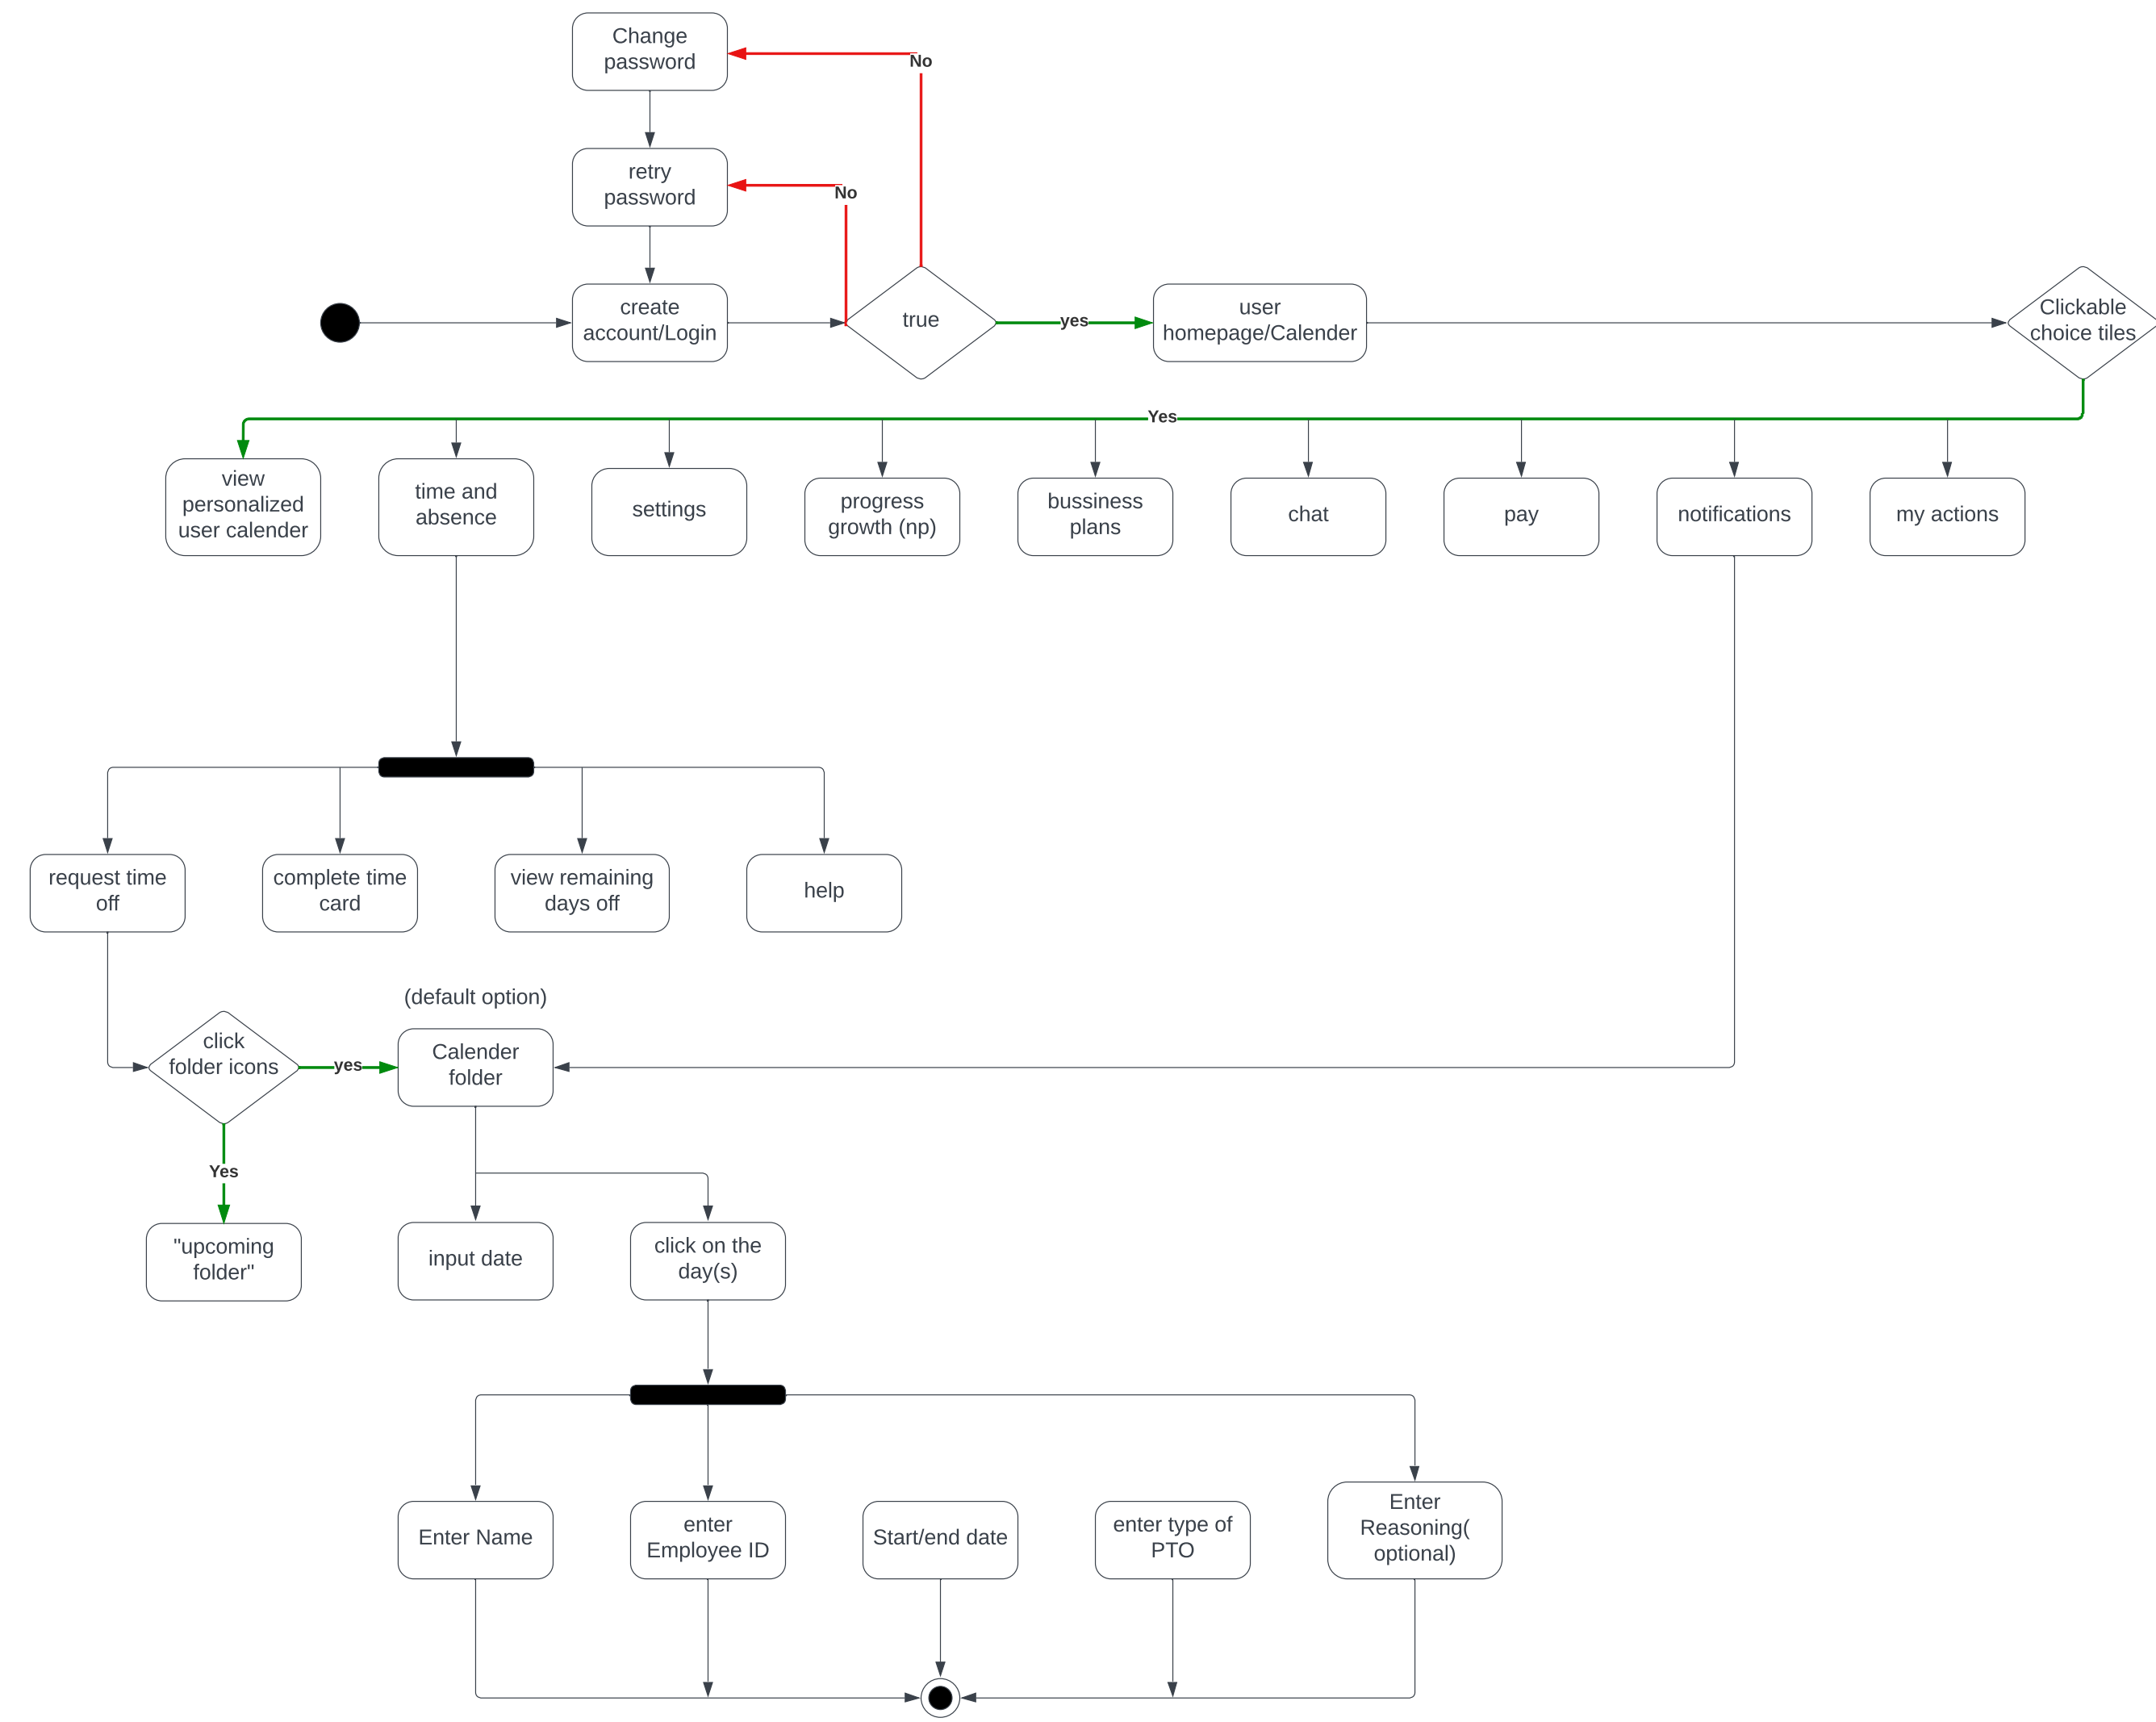 Change
password
No
retry
password
No
create
account/Login
true
yes
user
homepage/Calender
Clickable
choice tiles
Yes
view
personalized
user calender
time and
absence
settings
progress
growth (np)
bussiness
plans
chat
pay
notifications
my actions
request time
off
complete time
card
view remaining
days off
help
(default option)
click
folder icons
yes
Calender
folder
Yes
"upcoming
folder"
input date
click on the
day(s)
Enter Name
enter
Employee ID
Start/end date
enter type of
PTO
Enter
Reasoning(
optional)